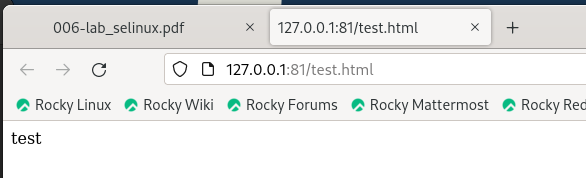 006-lab_selinux.pdf × 127.0.0.1:81/test.html × +
127.0.0.1:81/test.html
Rocky Linux Rocky Wiki Rocky Forums Rocky Mattermost Rocky Red
test